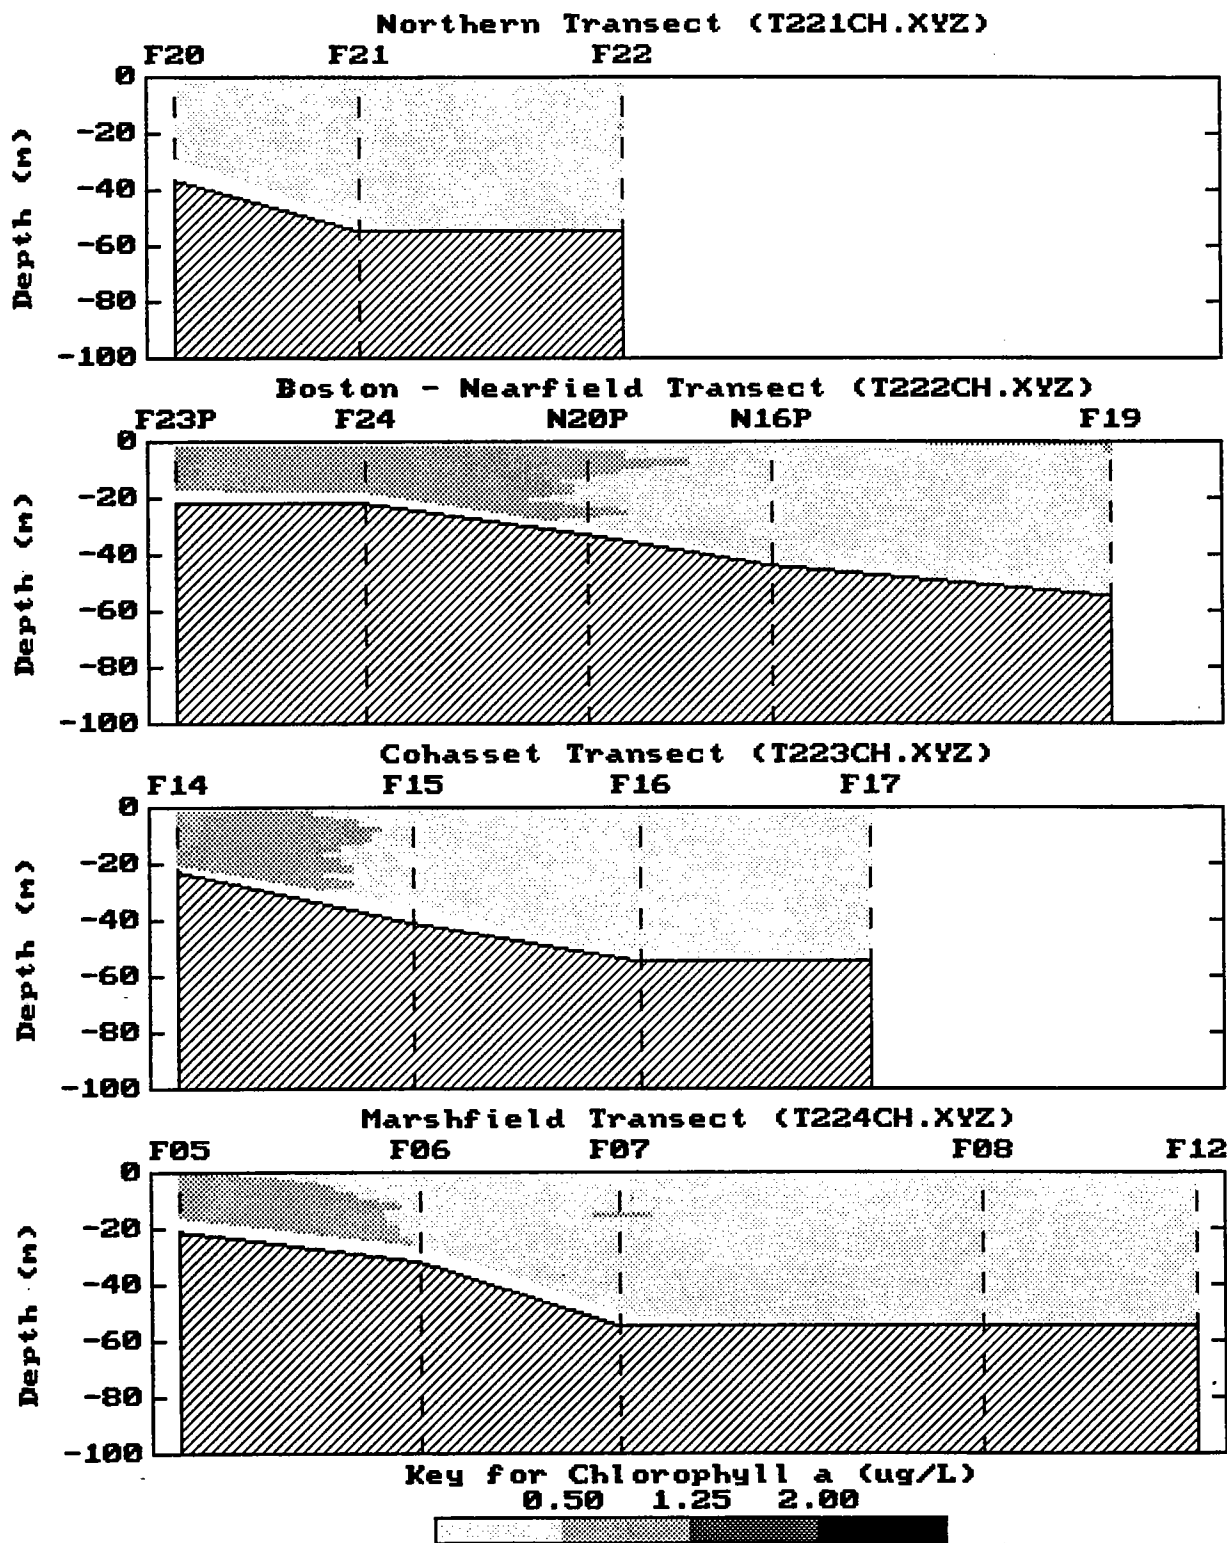 Northern Transect (T221CH.XYZ)
F20 F21 F22
0
-20
-40
-60
-80
-100
Depth (m)
Boston - Nearfield Transect (T222CH.XYZ)
F23P F24 N20P N16P F19
0
-20
-40
-60
-80
-100
Depth (m)
Cohasset Transect (T223CH.XYZ)
F14 F15 F16 F17
0
-20
-40
-60
-80
-100
Depth (m)
Marshfield Transect (T224CH.XYZ)
F05 F06 F07 F08 F12
0
-20
-40
-60
-80
-100
Depth (m)
Key for Chlorophyll a (ug/L)
0.50 1.25 2.00